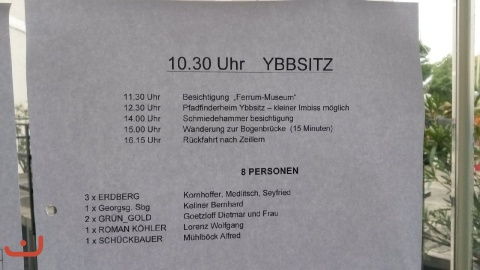 10.30 Uhr YBBSITZ
11.30 Uhr Besichtigung „Ferrum-Museum"
12.30 Uhr Pfadfinderheim Ybbsitz – kleiner Imbiss möglich
14.00 Uhr Schmiedehammer besichtigung
15.00 Uhr Wanderung zur Bogenbrücke (15 Minuten)
16.15 Uhr Rückfahrt nach Zeillern
8 PERSONEN
3 x ERDBERG Kornhoffer, Meditsch, Seyfried
1 x Georgsg. Sbg Kellner Bernhard
2 x GRÜN_GOLD Goetzloff Dietmar und Frau
1 x ROMAN KÖHLER Lorenz Wolfgang
1 x SCHÜCKBAUER Mühlböck Alfred